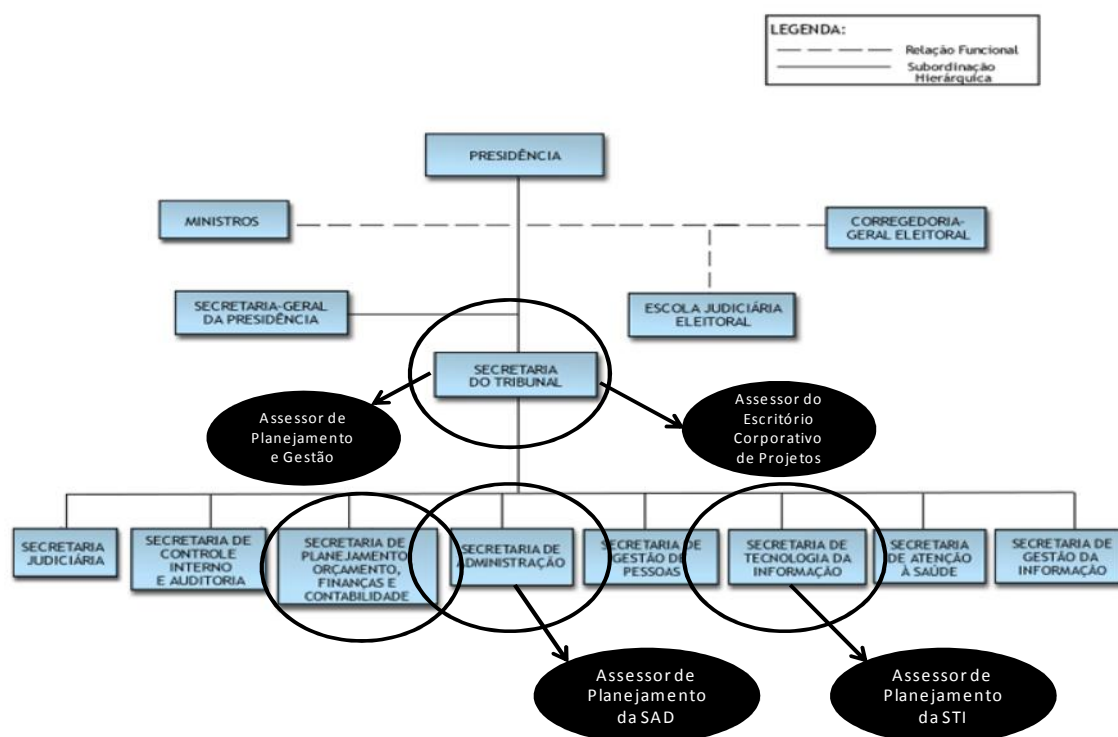 LEGENDA:
Relação Funcional
Subordinação
Hierárquica
PRESIDÊNCIA
MINISTROS
CORREGEDORIA-
GERAL ELEITORAL
SECRETARIA-GERAL
DA PRESIDÊNCIA
ESCOLA JUDICIÁRIA
ELEITORAL
SECRETARIA
DO TRIBUNAL
Assessor de
Planejamento
e Gestão
Assessor do
Escritório
Corporativo
de Projetos
SECRETARIA
JUDICIÁRIA
SECRETARIA DE
CONTROLE
INTERNO
E AUDITORIA
SECRETARIA DE
PLANEJAMENTO,
ORÇAMENTO,
FINANÇAS E
CONTABILIDADE
SECRETARIA DE
ADMINISTRAÇÃO
SECRETARIA DE
GESTÃO DE
PESSOAS
SECRETARIA DE
TECNOLOGIA DA
INFORMAÇÃO
SECRETARIA
DE ATENÇÃO
À SAÚDE
SECRETARIA DE
GESTÃO DA
INFORMAÇÃO
Assessor de
Planejamento
da SAD
Assessor de
Planejamento
da STI